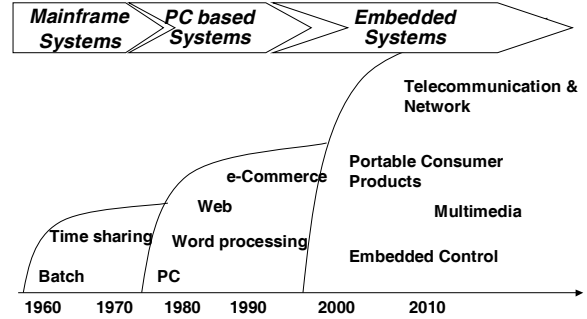 Mainframe
Systems
PC based
Systems
Embedded
Systems
Telecommunication &
Network
e-Commerce
Portable Consumer
Products
Web
Multimedia
Time sharing
Word processing
Embedded Control
Batch
PC
1960 1970 1980 1990 2000 2010